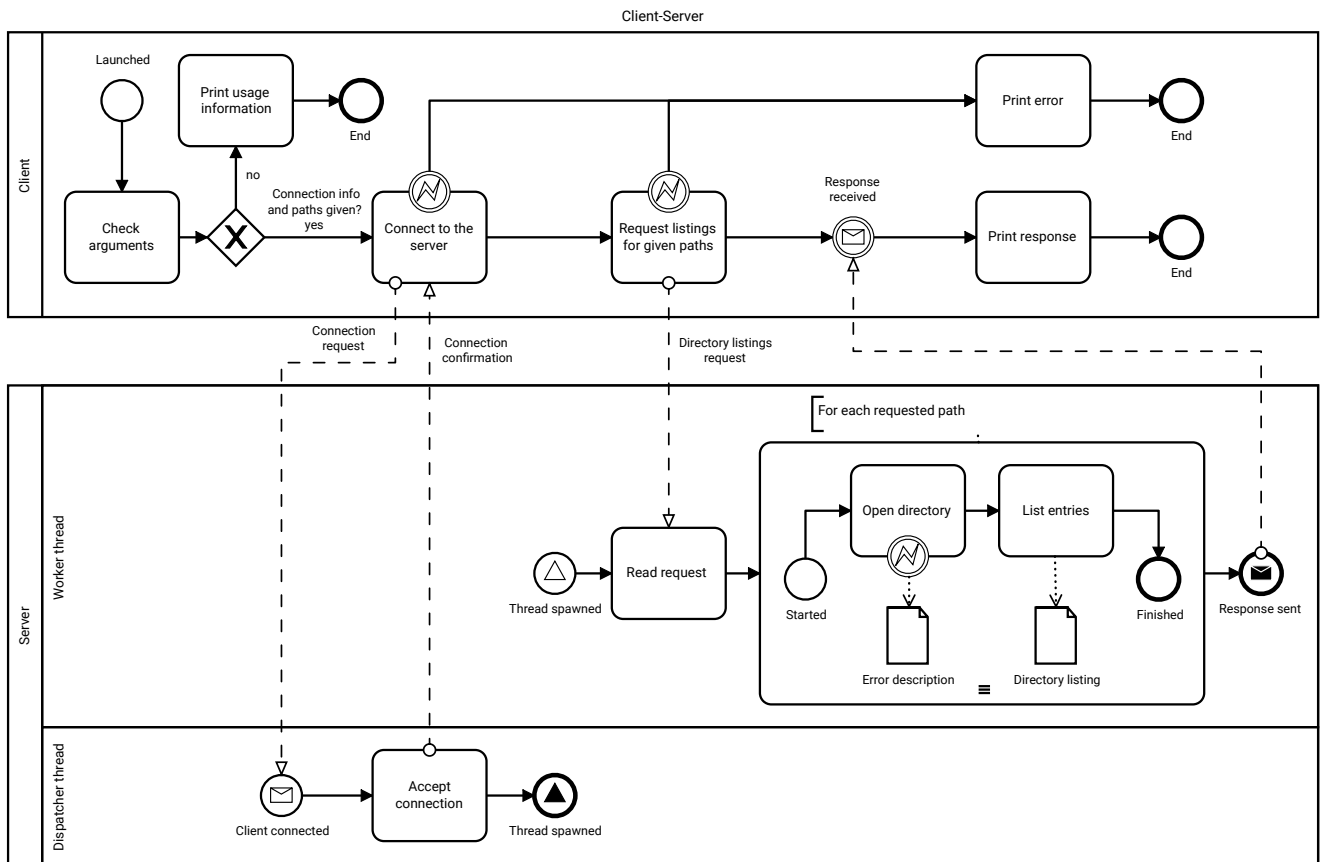 Client-Server
Client
Launched
Print usage
information
End
no
Connection info
and paths given?
yes
Check
arguments
X
Connect to the
server
Request listings
for given paths
Response
received
Print error
End
Print response
End
Connection
request
Connection
confirmation
Directory listings
request
Server
Worker thread
For each requested path
Thread spawned
Read request
Started
Open directory
List entries
Finished
Error description
Directory listing
Response sent
Dispatcher thread
Client connected
Accept
connection
Thread spawned